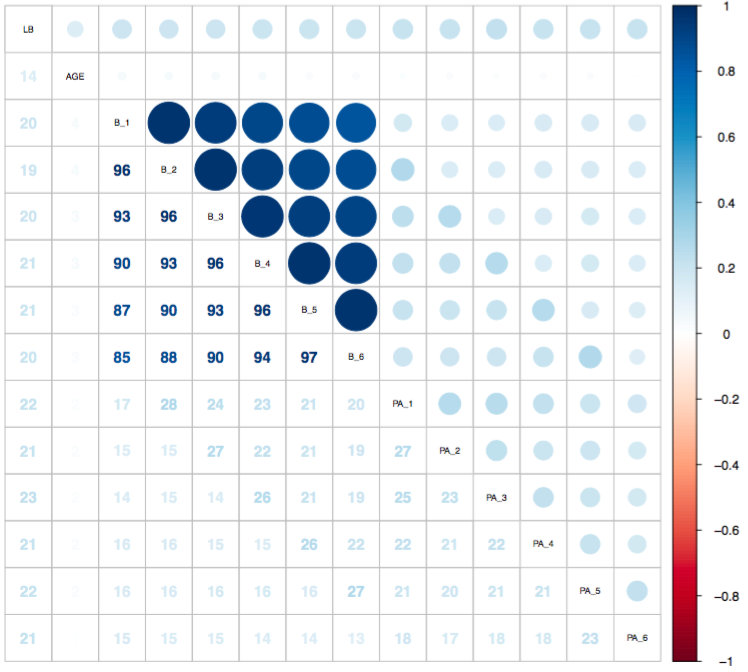 LB
14 AGE
20 4 B_1
19 4 96 B_2
20 3 93 96 B_3
21 3 90 93 96 B_4
21 3 87 90 93 96 B_5
20 3 85 88 90 94 97 B_6
22 2 17 28 24 23 21 20 PA_1
21 2 15 15 27 22 21 19 27 PA_2
23 2 14 15 14 26 21 19 25 23 PA_3
21 2 16 16 15 15 26 22 22 21 22 PA_4
22 2 16 16 16 16 16 27 21 20 21 21 PA_5
21 15 15 15 14 14 13 18 17 18 18 23 PA_6
1
0.8
0.6
0.4
0.2
0
−0.2
−0.4
−0.6
−0.8
−1